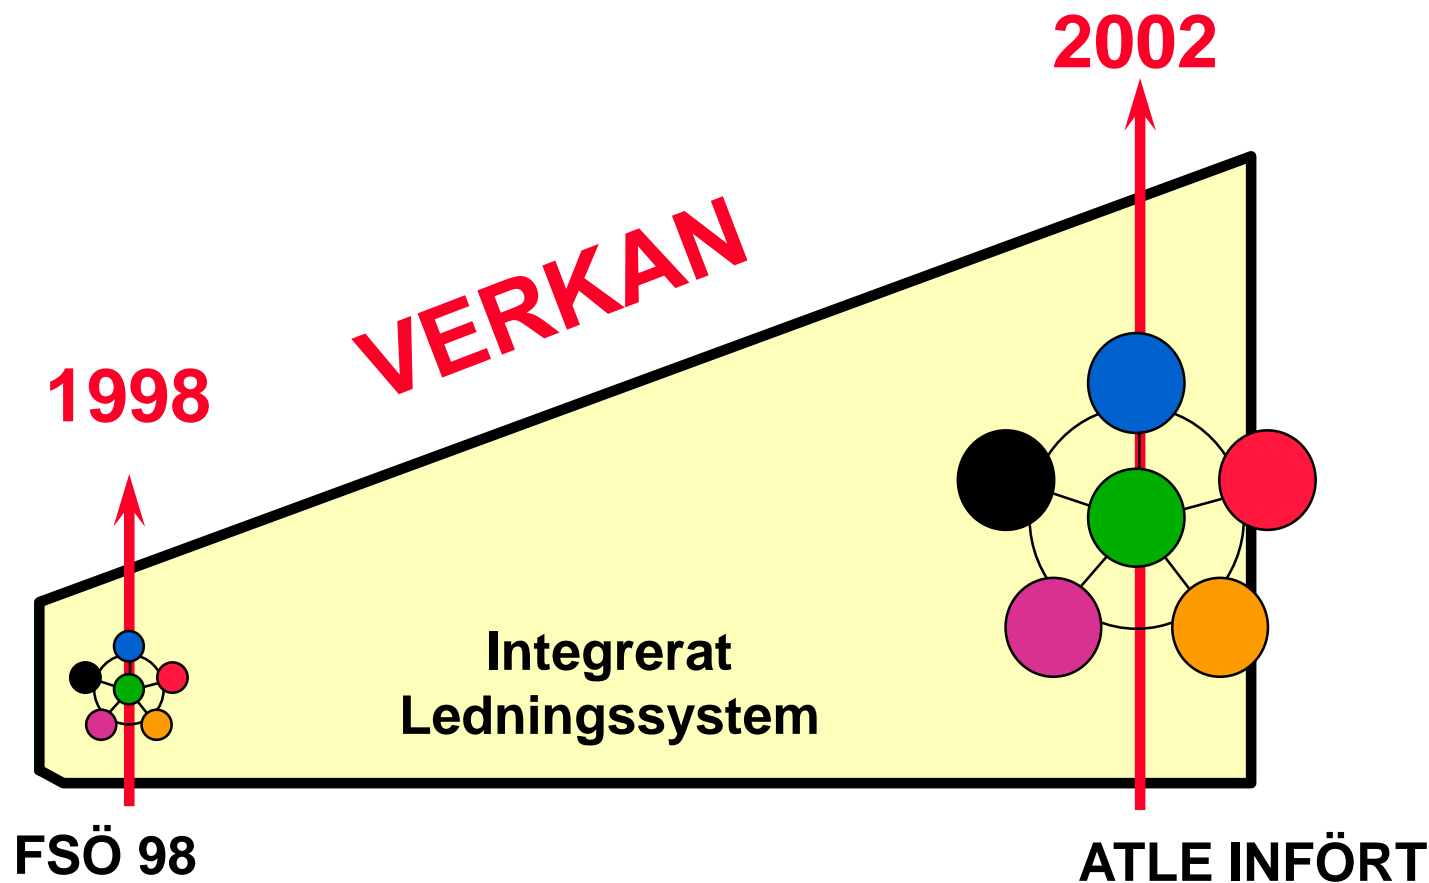 2002
VERKAN
1998
Integrerat
Ledningssystem
FSÖ 98
ATLE INFÖRT